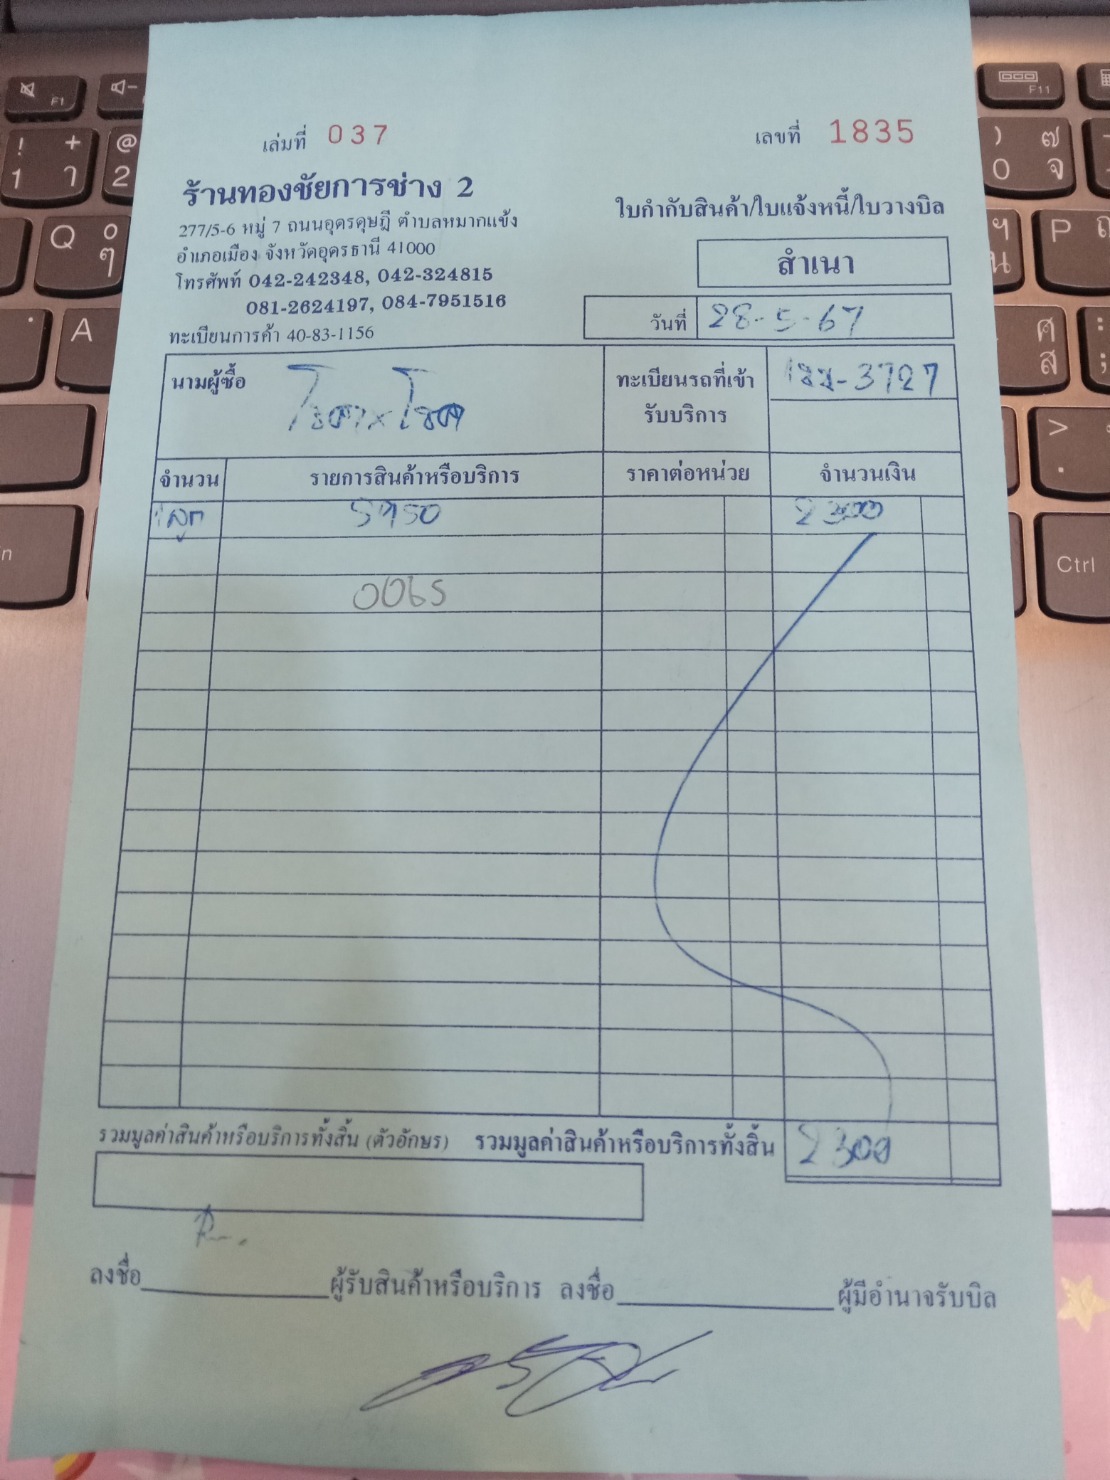 เล่มที่ 037
เลขที่ 1835
ร้านทองชัยการช่าง 2
277/5-6 หมู่ 7 ถนนอุดรดุษฎี ตำบลหมากแข้ง
อำเภอเมือง จังหวัดอุดรธานี 41000
โทรศัพท์ 042-242348, 042-324815
081-2624197, 084-7951516
ทะเบียนการค้า 40-83-1156
ใบกำกับสินค้า/ใบแจ้งหนี้/ใบวางบิล
สำเนา
วันที่ 28-5-67
นามผู้ซื้อ
ทะเบียนรถที่เข้ารับบริการ -3727
จำนวน รายการสินค้าหรือบริการ ราคาต่อหน่วย จำนวนเงิน
1 ลูก 5950 2300
0065
รวมมูลค่าสินค้าหรือบริการทั้งสิ้น (ตัวอักษร) รวมมูลค่าสินค้าหรือบริการทั้งสิ้น 2300
ลงชื่อ ผู้รับสินค้าหรือบริการ ลงชื่อ ผู้มีอำนาจรับบิล